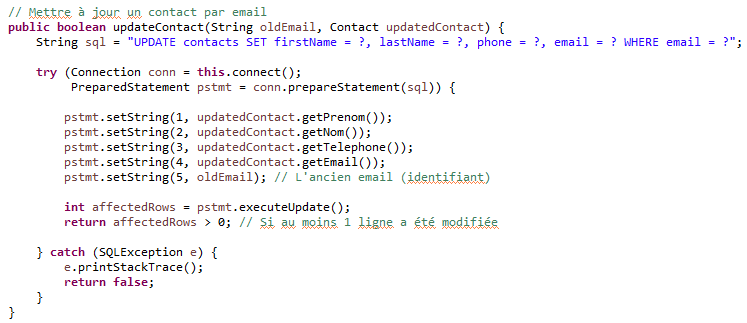 // Mettre à jour un contact par email
public boolean updateContact(String oldEmail, Contact updatedContact) {
    String sql = "UPDATE contacts SET firstName = ?, lastName = ?, phone = ?, email = ? WHERE email = ?";

    try (Connection conn = this.connect();
         PreparedStatement pstmt = conn.prepareStatement(sql)) {

        pstmt.setString(1, updatedContact.getPrenom());
        pstmt.setString(2, updatedContact.getNom());
        pstmt.setString(3, updatedContact.getTelephone());
        pstmt.setString(4, updatedContact.getEmail());
        pstmt.setString(5, oldEmail); // L'ancien email (identifiant)

        int affectedRows = pstmt.executeUpdate();
        return affectedRows > 0; // Si au moins 1 ligne a été modifiée

    } catch (SQLException e) {
        e.printStackTrace();
        return false;
    }
}